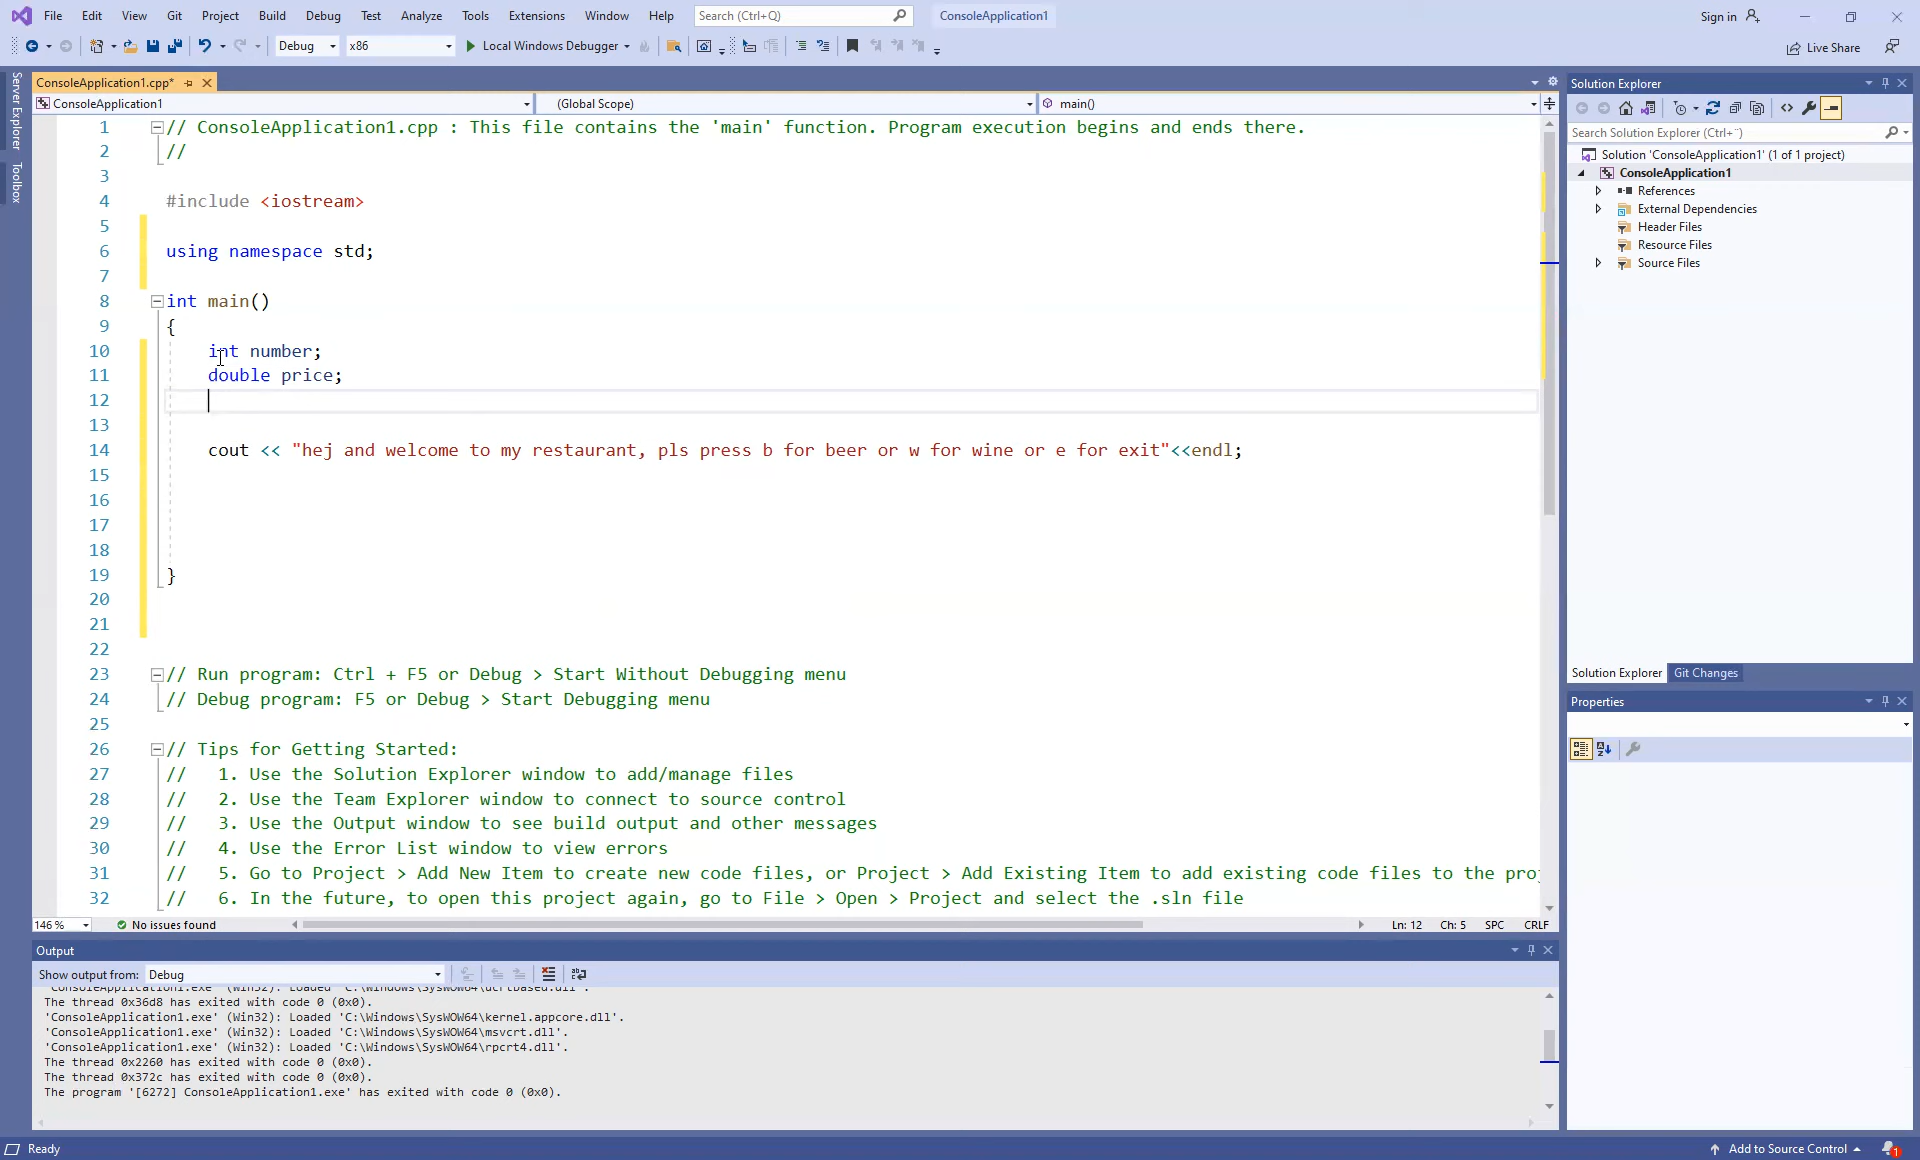 File Edit View Git Project Build Debug Test Analyze Tools Extensions Window Help Search (Ctrl+Q) ConsoleApplication1 Sign in
Debug x86 Local Windows Debugger Live Share
Server Explorer
Toolbox
ConsoleApplication1.cpp*
ConsoleApplication1 (Global Scope) main()
1 // ConsoleApplication1.cpp : This file contains the 'main' function. Program execution begins and ends there.
2 //
3
4 #include <iostream>
5
6 using namespace std;
7
8 int main()
9 {
10 int number;
11 double price;
12
13
14 cout << "hej and welcome to my restaurant, pls press b for beer or w for wine or e for exit"<<endl;
15
16
17
18
19 }
20
21
22
23 // Run program: Ctrl + F5 or Debug > Start Without Debugging menu
24 // Debug program: F5 or Debug > Start Debugging menu
25
26 // Tips for Getting Started:
27 // 1. Use the Solution Explorer window to add/manage files
28 // 2. Use the Team Explorer window to connect to source control
29 // 3. Use the Output window to see build output and other messages
30 // 4. Use the Error List window to view errors
31 // 5. Go to Project > Add New Item to create new code files, or Project > Add Existing Item to add existing code files to the
32 // 6. In the future, to open this project again, go to File > Open > Project and select the .sln file
146 % No issues found Ln: 12 Ch: 5 SPC CRLF
Output
Show output from: Debug
'ConsoleApplication1.exe' (Win32): Loaded 'C:\Windows\SysWOW64\ucrtbased.dll'.
The thread 0x36d8 has exited with code 0 (0x0).
'ConsoleApplication1.exe' (Win32): Loaded 'C:\Windows\SysWOW64\kernel.appcore.dll'.
'ConsoleApplication1.exe' (Win32): Loaded 'C:\Windows\SysWOW64\msvcrt.dll'.
'ConsoleApplication1.exe' (Win32): Loaded 'C:\Windows\SysWOW64\rpcrt4.dll'.
The thread 0x2260 has exited with code 0 (0x0).
The thread 0x372c has exited with code 0 (0x0).
The program '[6272] ConsoleApplication1.exe' has exited with code 0 (0x0).
Solution Explorer
Search Solution Explorer (Ctrl+¨)
Solution 'ConsoleApplication1' (1 of 1 project)
ConsoleApplication1
References
External Dependencies
Header Files
Resource Files
Source Files
Solution Explorer Git Changes
Properties
Ready Add to Source Control 1